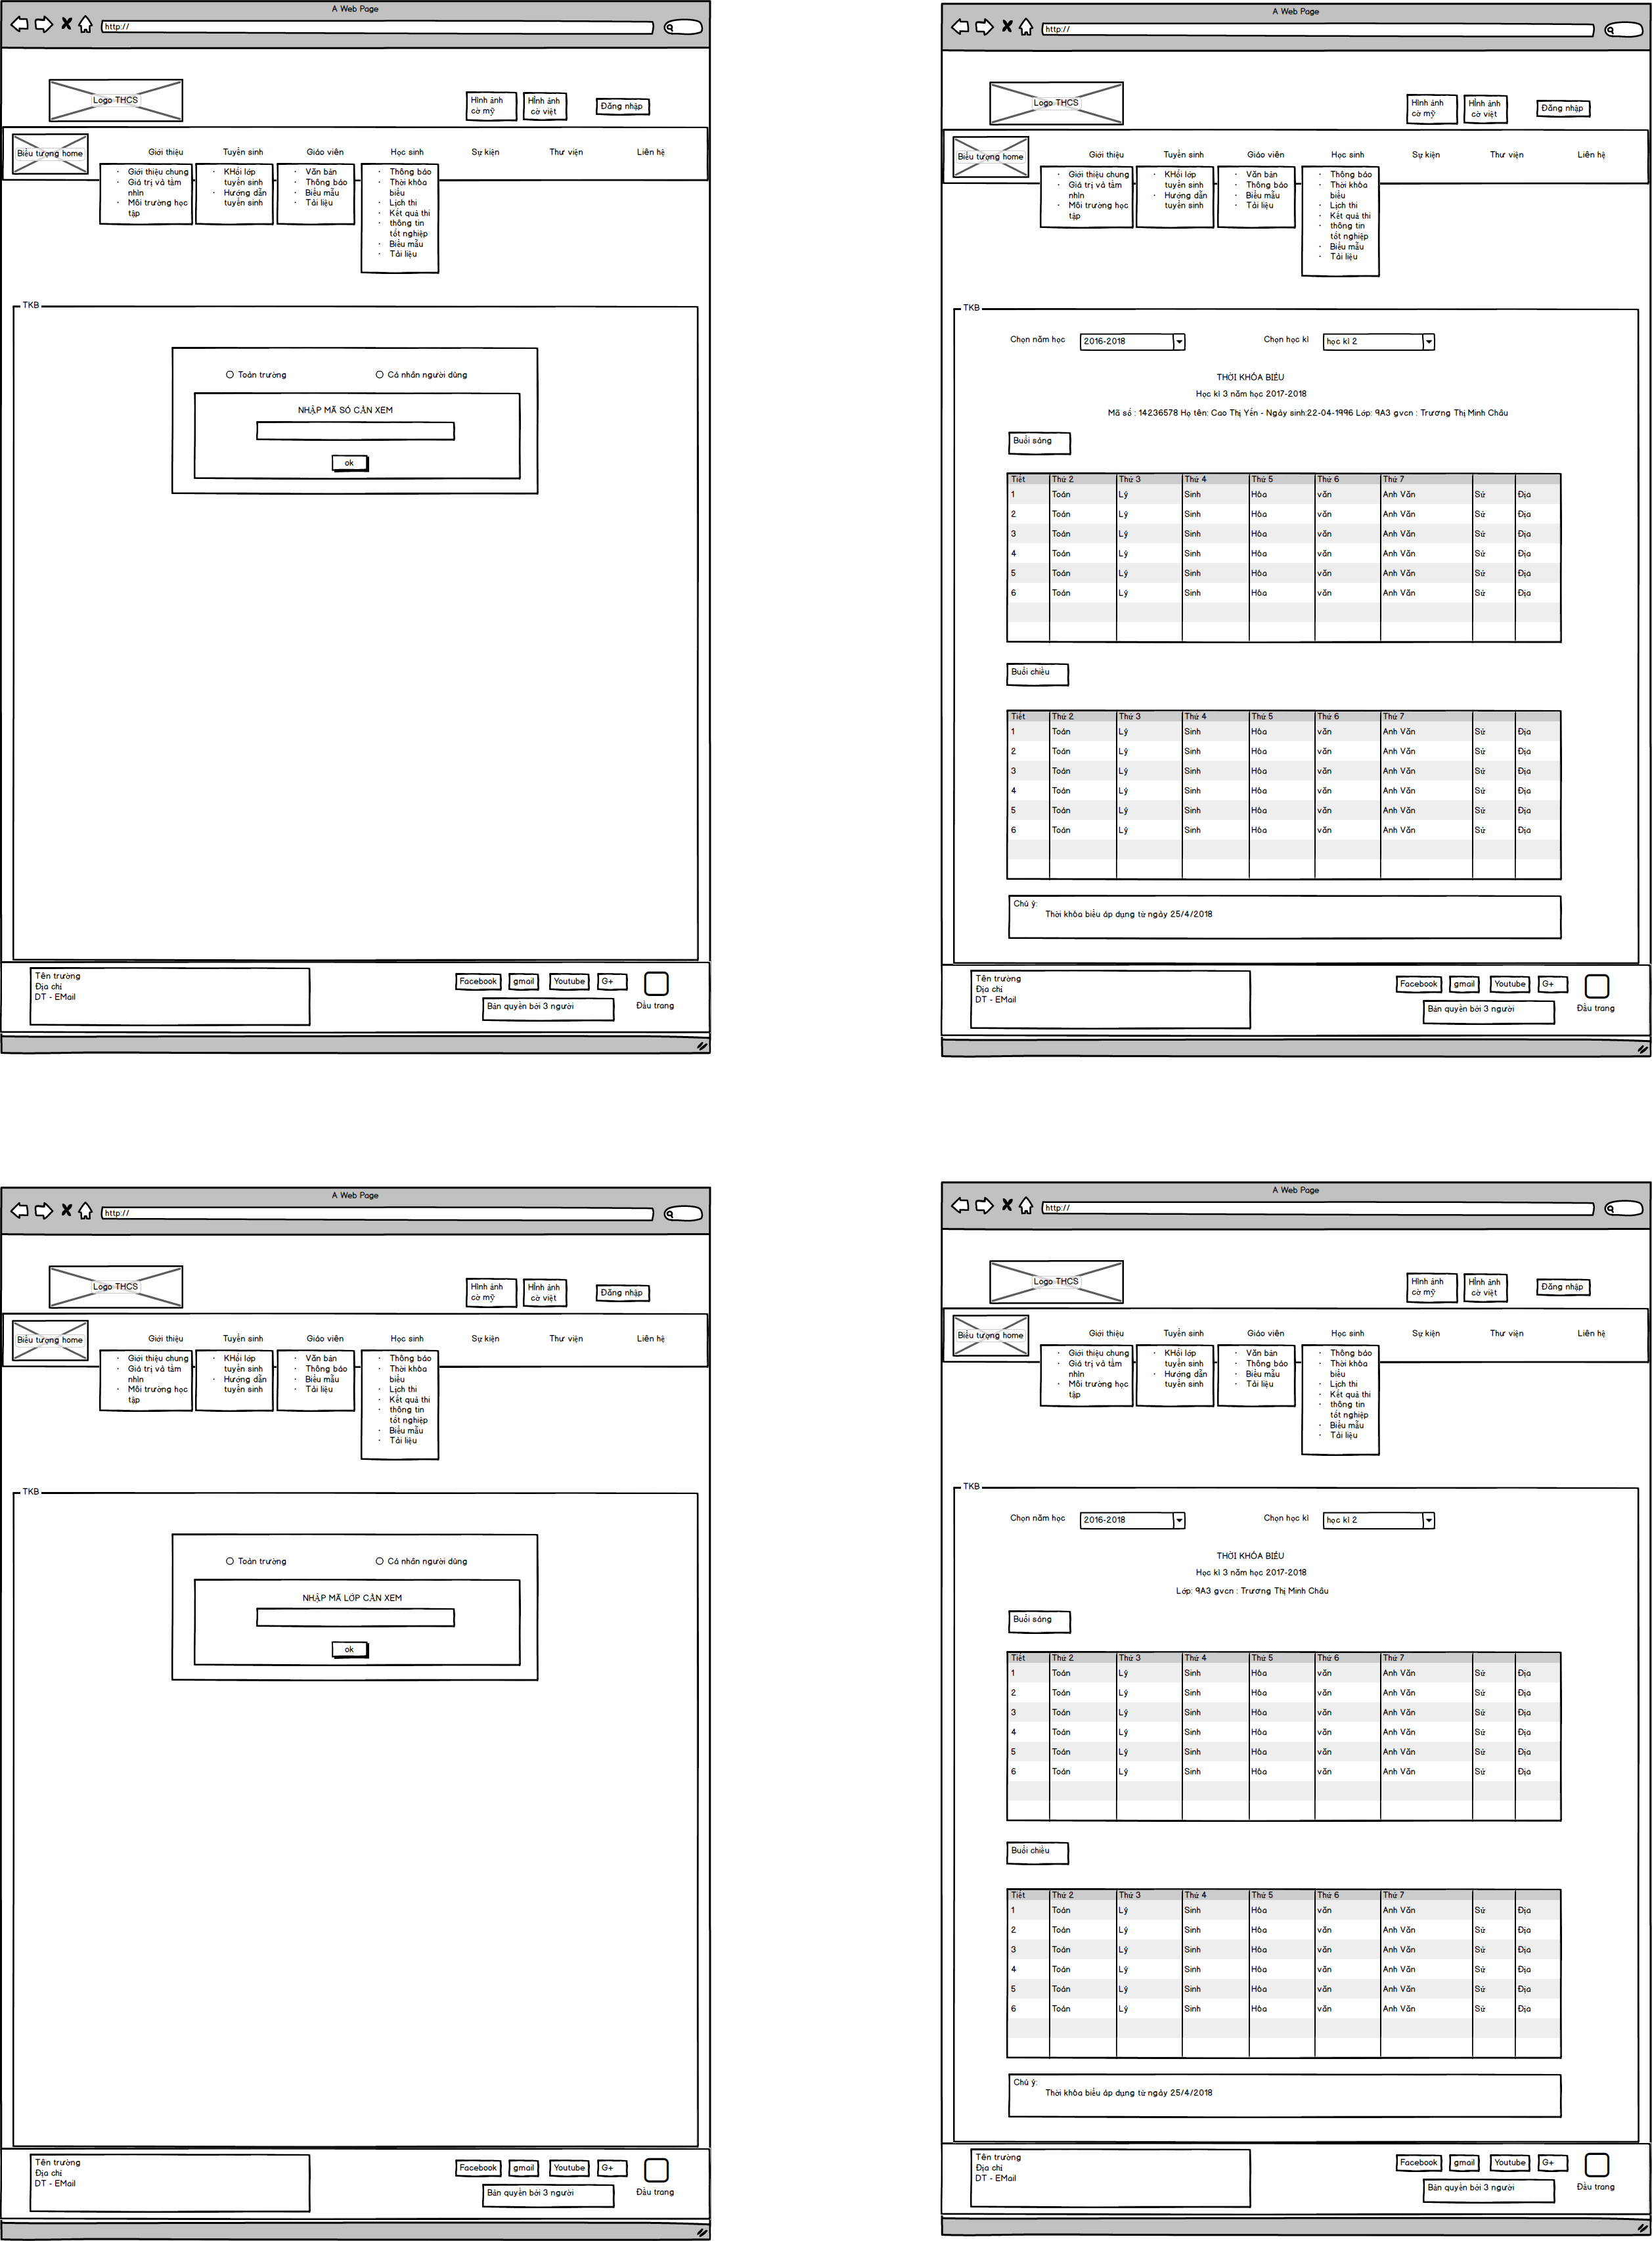 A Web Page
http://
Logo THCS
Hình ảnh cờ mỹ
HÌnh ảnh cờ việt
Đăng nhập
Biểu tượng home
Giới thiệu Tuyển sinh Giáo viên Học sinh Sự kiện Thư viện Liên hệ
· Giới thiệu chung
· Giá trị và tầm nhìn
· Môi trường học tập
· KHối lớp tuyển sinh
· Hướng dẫn tuyển sinh
· Văn bản
· Thông báo
· Biểu mẫu
· Tài liệu
· Thông báo
· Thời khóa biểu
· Lịch thi
· Kết quả thi
· thông tin tốt nghiệp
· Biểu mẫu
· Tài liệu
TKB
Toàn trường Cá nhân người dùng
NHẬP MÃ SỐ CẦN XEM
ok
Tên trường
Địa chỉ
DT - EMail
Facebook gmail Youtube G+
Bản quyền bởi 3 người
Đầu trang
A Web Page
http://
Logo THCS
Hình ảnh cờ mỹ
HÌnh ảnh cờ việt
Đăng nhập
Biểu tượng home
Giới thiệu Tuyển sinh Giáo viên Học sinh Sự kiện Thư viện Liên hệ
· Giới thiệu chung
· Giá trị và tầm nhìn
· Môi trường học tập
· KHối lớp tuyển sinh
· Hướng dẫn tuyển sinh
· Văn bản
· Thông báo
· Biểu mẫu
· Tài liệu
· Thông báo
· Thời khóa biểu
· Lịch thi
· Kết quả thi
· thông tin tốt nghiệp
· Biểu mẫu
· Tài liệu
TKB
Chọn năm học 2016-2018 Chọn học kì học kì 2
THỜI KHÓA BIỂU
Học kì 3 năm học 2017-2018
Mã số : 14236578 Họ tên: Cao Thị Yến - Ngày sinh:22-04-1996 Lớp: 9A3 gvcn : Trương Thị Minh Châu
Buổi sáng
Tiết Thứ 2 Thứ 3 Thứ 4 Thứ 5 Thứ 6 Thứ 7
1 Toán Lý Sinh Hóa văn Anh Văn Sử Địa
2 Toán Lý Sinh Hóa văn Anh Văn Sử Địa
3 Toán Lý Sinh Hóa văn Anh Văn Sử Địa
4 Toán Lý Sinh Hóa văn Anh Văn Sử Địa
5 Toán Lý Sinh Hóa văn Anh Văn Sử Địa
6 Toán Lý Sinh Hóa văn Anh Văn Sử Địa
Buổi chiều
Tiết Thứ 2 Thứ 3 Thứ 4 Thứ 5 Thứ 6 Thứ 7
1 Toán Lý Sinh Hóa văn Anh Văn Sử Địa
2 Toán Lý Sinh Hóa văn Anh Văn Sử Địa
3 Toán Lý Sinh Hóa văn Anh Văn Sử Địa
4 Toán Lý Sinh Hóa văn Anh Văn Sử Địa
5 Toán Lý Sinh Hóa văn Anh Văn Sử Địa
6 Toán Lý Sinh Hóa văn Anh Văn Sử Địa
Chú ý:
Thời khóa biểu áp dụng từ ngày 25/4/2018
Tên trường
Địa chỉ
DT - EMail
Facebook gmail Youtube G+
Bản quyền bởi 3 người
Đầu trang
A Web Page
http://
Logo THCS
Hình ảnh cờ mỹ
HÌnh ảnh cờ việt
Đăng nhập
Biểu tượng home
Giới thiệu Tuyển sinh Giáo viên Học sinh Sự kiện Thư viện Liên hệ
· Giới thiệu chung
· Giá trị và tầm nhìn
· Môi trường học tập
· KHối lớp tuyển sinh
· Hướng dẫn tuyển sinh
· Văn bản
· Thông báo
· Biểu mẫu
· Tài liệu
· Thông báo
· Thời khóa biểu
· Lịch thi
· Kết quả thi
· thông tin tốt nghiệp
· Biểu mẫu
· Tài liệu
TKB
Toàn trường Cá nhân người dùng
NHẬP MÃ LỚP CẦN XEM
ok
Tên trường
Địa chỉ
DT - EMail
Facebook gmail Youtube G+
Bản quyền bởi 3 người
Đầu trang
A Web Page
http://
Logo THCS
Hình ảnh cờ mỹ
HÌnh ảnh cờ việt
Đăng nhập
Biểu tượng home
Giới thiệu Tuyển sinh Giáo viên Học sinh Sự kiện Thư viện Liên hệ
· Giới thiệu chung
· Giá trị và tầm nhìn
· Môi trường học tập
· KHối lớp tuyển sinh
· Hướng dẫn tuyển sinh
· Văn bản
· Thông báo
· Biểu mẫu
· Tài liệu
· Thông báo
· Thời khóa biểu
· Lịch thi
· Kết quả thi
· thông tin tốt nghiệp
· Biểu mẫu
· Tài liệu
TKB
Chọn năm học 2016-2018 Chọn học kì học kì 2
THỜI KHÓA BIỂU
Học kì 3 năm học 2017-2018
Lớp: 9A3 gvcn : Trương Thị Minh Châu
Buổi sáng
Tiết Thứ 2 Thứ 3 Thứ 4 Thứ 5 Thứ 6 Thứ 7
1 Toán Lý Sinh Hóa văn Anh Văn Sử Địa
2 Toán Lý Sinh Hóa văn Anh Văn Sử Địa
3 Toán Lý Sinh Hóa văn Anh Văn Sử Địa
4 Toán Lý Sinh Hóa văn Anh Văn Sử Địa
5 Toán Lý Sinh Hóa văn Anh Văn Sử Địa
6 Toán Lý Sinh Hóa văn Anh Văn Sử Địa
Buổi chiều
Tiết Thứ 2 Thứ 3 Thứ 4 Thứ 5 Thứ 6 Thứ 7
1 Toán Lý Sinh Hóa văn Anh Văn Sử Địa
2 Toán Lý Sinh Hóa văn Anh Văn Sử Địa
3 Toán Lý Sinh Hóa văn Anh Văn Sử Địa
4 Toán Lý Sinh Hóa văn Anh Văn Sử Địa
5 Toán Lý Sinh Hóa văn Anh Văn Sử Địa
6 Toán Lý Sinh Hóa văn Anh Văn Sử Địa
Chú ý:
Thời khóa biểu áp dụng từ ngày 25/4/2018
Tên trường
Địa chỉ
DT - EMail
Facebook gmail Youtube G+
Bản quyền bởi 3 người
Đầu trang